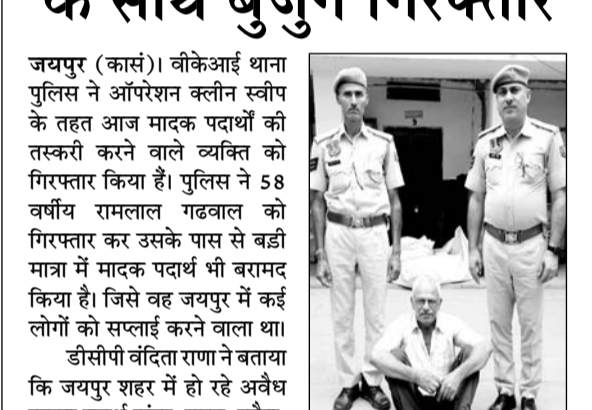 के साथ बुजुर्ग गिरफ्तार
जयपुर (कासं)। वीकेआई थाना
पुलिस ने ऑपरेशन क्लीन स्वीप
के तहत आज मादक पदार्थों की
तस्करी करने वाले व्यक्ति को
गिरफ्तार किया हैं। पुलिस ने 58
वर्षीय रामलाल गढवाल को
गिरफ्तार कर उसके पास से बड़ी
मात्रा में मादक पदार्थ भी बरामद
किया है। जिसे वह जयपुर में कई
लोगों को सप्लाई करने वाला था।
डीसीपी वंदिता राणा ने बताया
कि जयपुर शहर में हो रहे अवैध